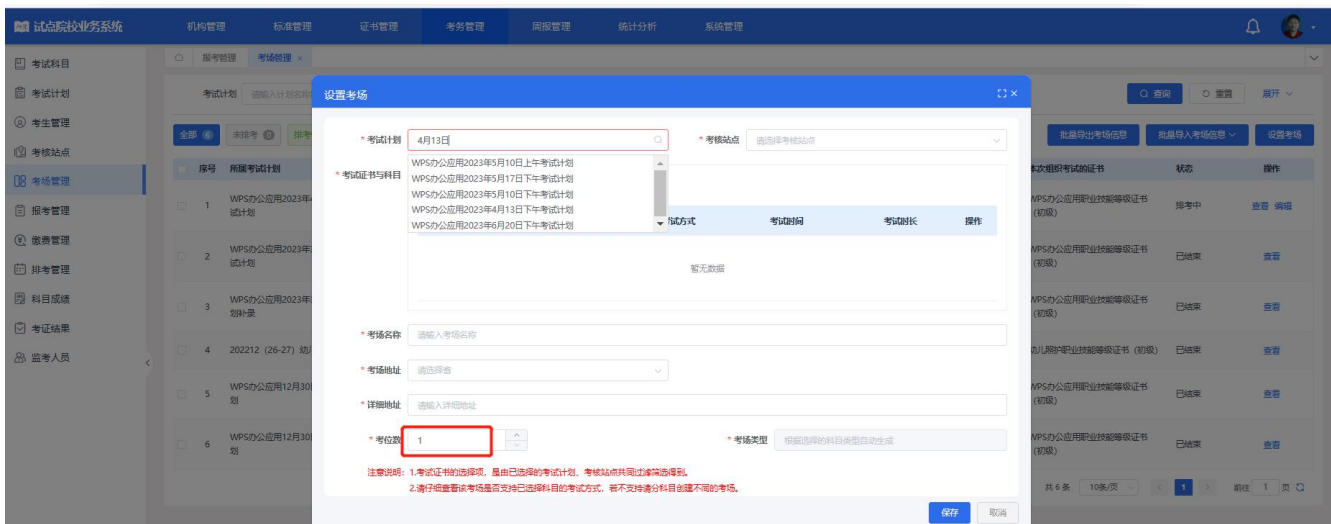 试点院校业务系统 机构管理 标准管理 证书管理 考务管理 周报管理 统计分析 系统管理
考试科目
考试计划
考生管理
考核站点
考场管理
报考管理
缴费管理
排考管理
科目成绩
考证结果
监考人员
报考管理 考场管理 ×
考试计划 请输入计划名称 查询 重置 展开
全部 6 未排考 0 排考 批量导出考场信息 批量导入考场信息 设置考场
序号 所属考试计划 本次组织考试的证书 状态 操作
1 WPS办公应用2023年4 WPS办公应用职业技能等级证书 排考中 查看 编辑
试计划 (初级)
2 WPS办公应用2023年 WPS办公应用职业技能等级证书 已结束 查看
试计划 (初级)
3 WPS办公应用2023年 WPS办公应用职业技能等级证书 已结束 查看
划补录 (初级)
4 202212 (26-27) 幼儿 幼儿照护职业技能等级证书 (初级) 已结束 查看
5 WPS办公应用12月30日 WPS办公应用职业技能等级证书 已结束 查看
划 (初级)
6 WPS办公应用12月30 WPS办公应用职业技能等级证书 已结束 查看
划 (初级)
共 6 条 10条/页 < 1 > 前往 1 页
设置考场 ×
* 考试计划 4月13日 * 考核站点 请选择考核站点
WPS办公应用2023年5月10日上午考试计划
WPS办公应用2023年5月17日下午考试计划
WPS办公应用2023年5月10日下午考试计划
WPS办公应用2023年4月13日下午考试计划
WPS办公应用2023年6月20日下午考试计划
* 考试证书与科目
试方式 考试时间 考试时长 操作
暂无数据
* 考场名称 请输入考场名称
* 考场地址 请选择省
* 详细地址 请输入详细地址
* 考位数 1 * 考场类型 根据选择的科目类型自动生成
注意说明: 1.考试证书的选择项,是由已选择的考试计划、考核站点共同过滤筛选得到。
2.请仔细查看该考场是否支持已选择科目的考试方式,若不支持请分科目创建不同的考场。
保存 取消